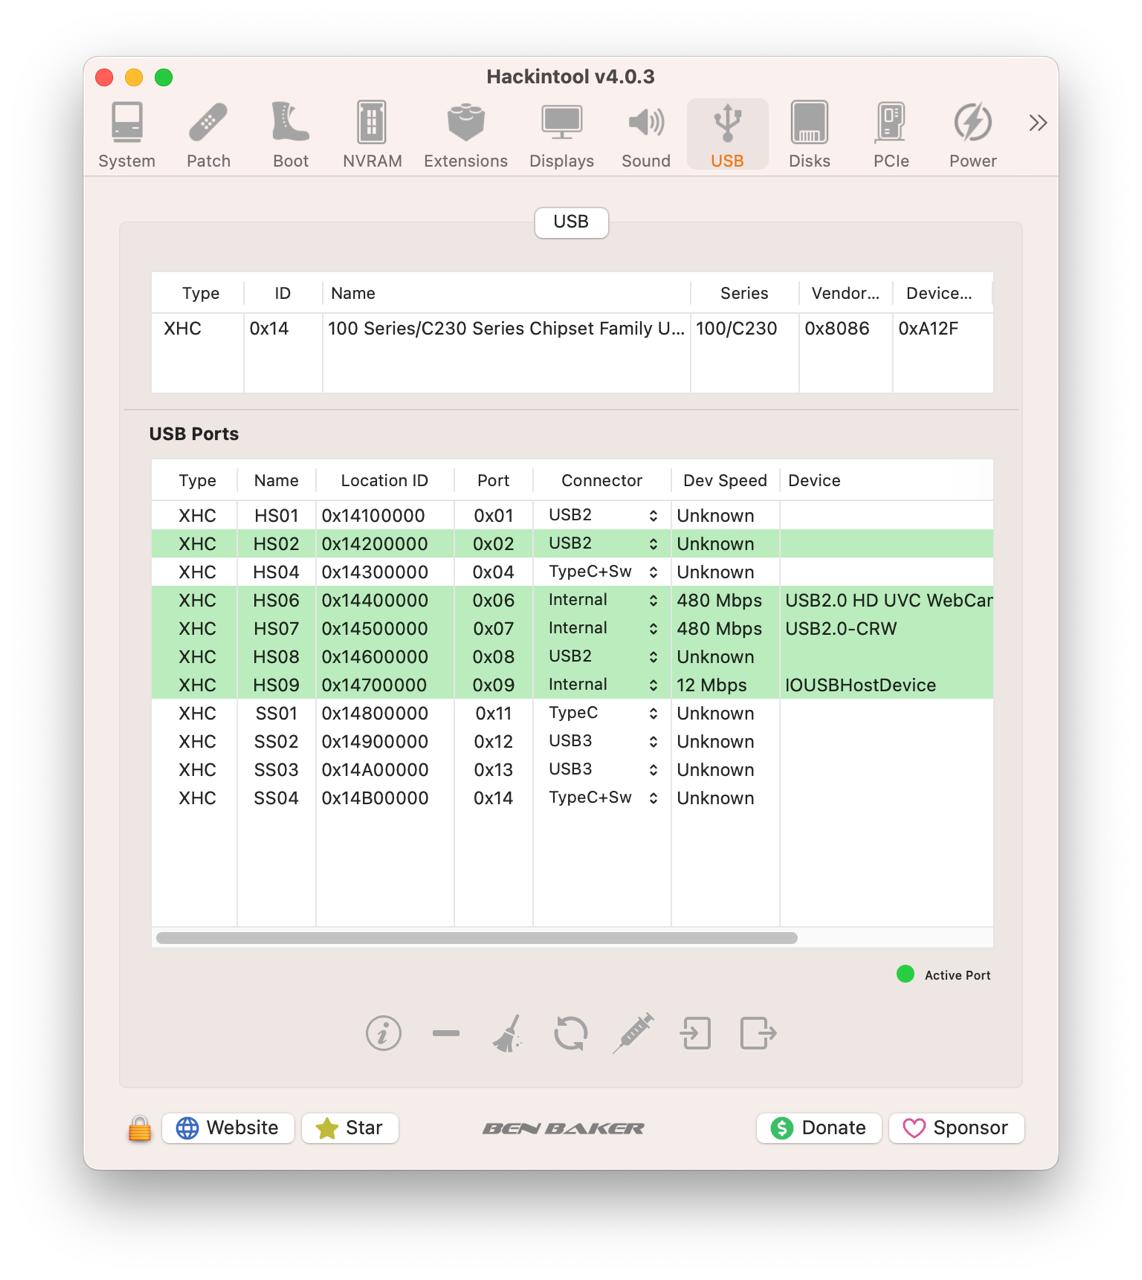 Hackintool v4.0.3
System Patch Boot NVRAM Extensions Displays Sound USB Disks PCIe Power
USB
Type ID Name Series Vendor... Device...
XHC 0x14 100 Series/C230 Series Chipset Family U... 100/C230 0x8086 0xA12F
USB Ports
Type Name Location ID Port Connector Dev Speed Device
XHC HS01 0x14100000 0x01 USB2 Unknown
XHC HS02 0x14200000 0x02 USB2 Unknown
XHC HS04 0x14300000 0x04 TypeC+Sw Unknown
XHC HS06 0x14400000 0x06 Internal 480 Mbps USB2.0 HD UVC WebCam
XHC HS07 0x14500000 0x07 Internal 480 Mbps USB2.0-CRW
XHC HS08 0x14600000 0x08 USB2 Unknown
XHC HS09 0x14700000 0x09 Internal 12 Mbps IOUSBHostDevice
XHC SS01 0x14800000 0x11 TypeC Unknown
XHC SS02 0x14900000 0x12 USB3 Unknown
XHC SS03 0x14A00000 0x13 USB3 Unknown
XHC SS04 0x14B00000 0x14 TypeC+Sw Unknown
Active Port
Website Star BEN BAKER Donate Sponsor